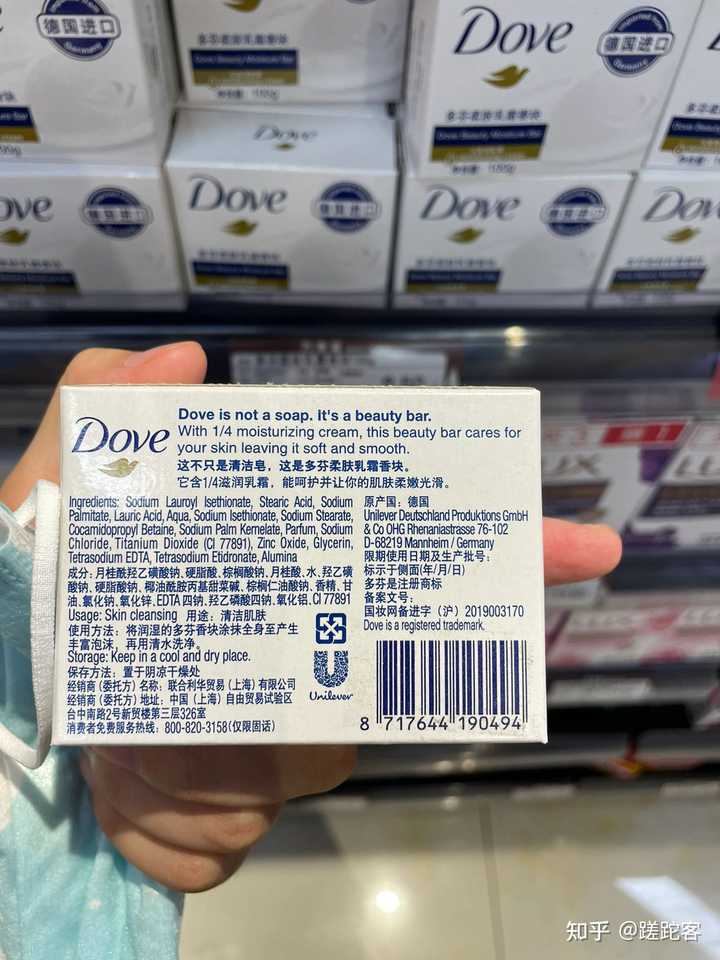 Dove
德国进口
Dove
德国进口
Dove
Dove
Dove
Dove
Dove
Dove is not a soap. It's a beauty bar.
With 1/4 moisturizing cream, this beauty bar cares for
your skin leaving it soft and smooth.
这不只是清洁皂，这是多芬柔肤乳霜香块。
它含1/4滋润乳霜，能呵护并让你的肌肤柔嫩光滑。
Dove
Ingredients: Sodium Lauroyl Isethionate, Stearic Acid, Sodium
Palmitate, Lauric Acid, Aqua, Sodium Isethionate, Sodium Stearate,
Cocamidopropyl Betaine, Sodium Palm Kernelate, Parfum, Sodium
Chloride, Titanium Dioxide (CI 77891), Zinc Oxide, Glycerin,
Tetrasodium EDTA, Tetrasodium Etidronate, Alumina
成分：月桂酰羟乙磺酸钠、硬脂酸、棕榈酸钠、月桂酸、水、羟乙磺
酸钠、硬脂酸钠、椰油酰胺丙基甜菜碱、棕榈仁油酸钠、香精、甘
油、氯化钠、氧化锌、EDTA 四钠、羟乙磷酸四钠、氧化铝、CI 77891
Usage: Skin cleansing 用途：清洁肌肤
使用方法：将润湿的多芬香块涂抹全身至产生
丰富泡沫，再用清水洗净。
Storage: Keep in a cool and dry place.
保存方法：置于阴凉干燥处
经销商（委托方）名称：联合利华贸易（上海）有限公司
经销商（委托方）地址：中国（上海）自由贸易试验区
台中南路2号新贸楼第三层326室
消费者免费服务热线：800-820-3158（仅限固话）
原产国：德国
Unilever Deutschland Produktions GmbH
& Co OHG Rhenaniastrasse 76-102
D-68219 Mannheim / Germany
限期使用日期及生产批号：
标示于侧面(年/月/日)
多芬是注册商标
备案文号：
国妆网备进字（沪）2019003170
Dove is a registered trademark.
Unilever
8 717644 190494
LUX
知乎 @蹉跎客